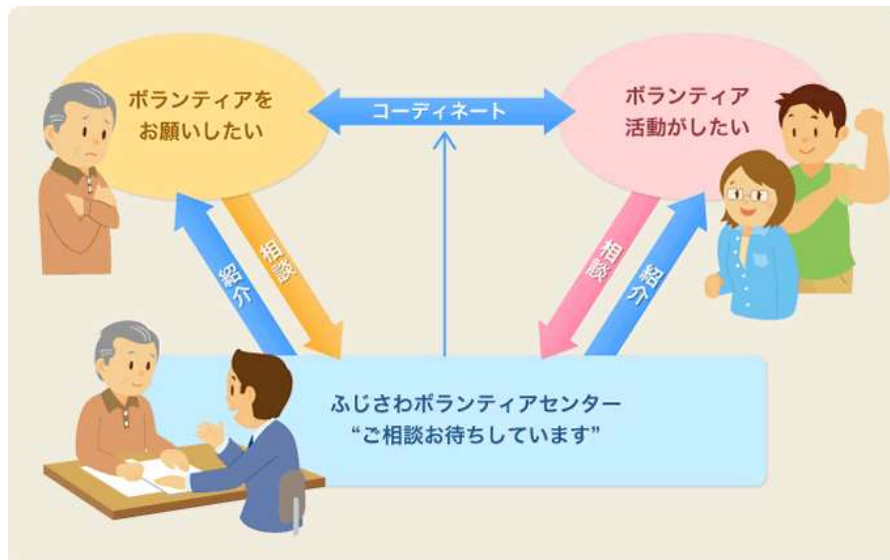 ボランティアを
お願いしたい
コーディネート
ボランティア
活動がしたい
紹介
相談
相談
紹介
ふじさわボランティアセンター
“ご相談お待ちしています”